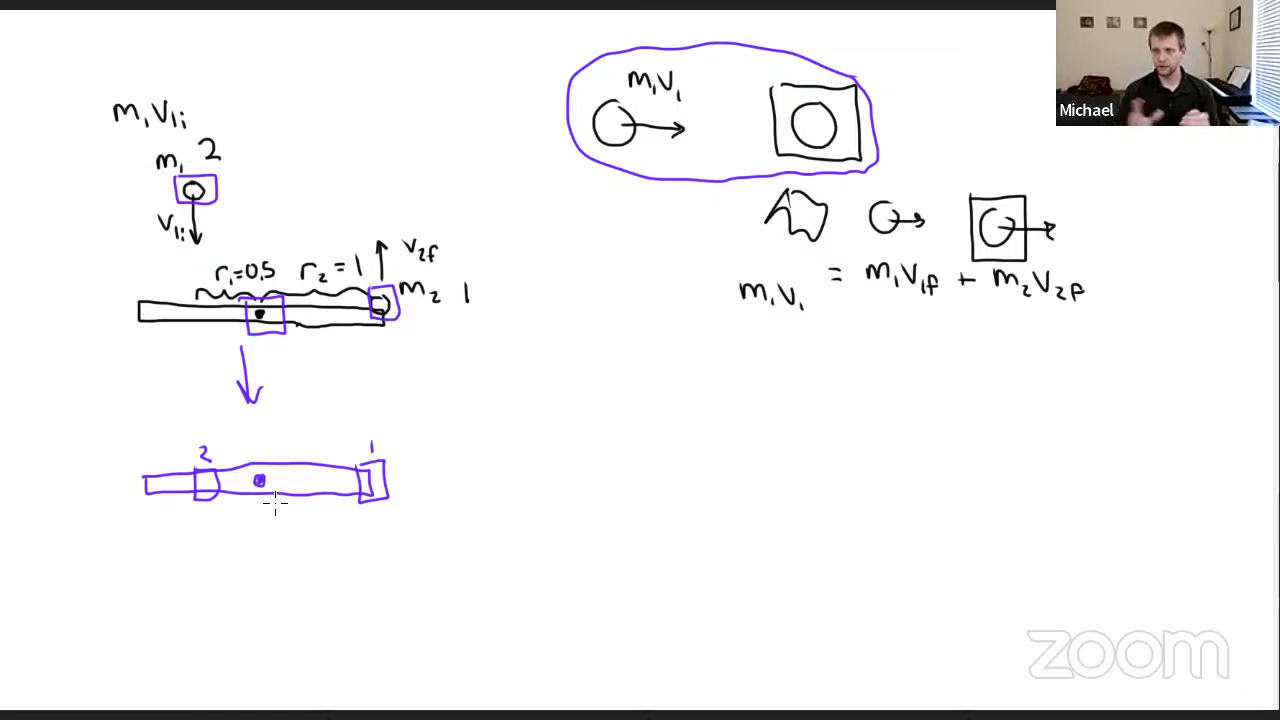 m₁v₁ᵢ
m₁ 2
v₁ᵢ
r₁=0.5 r₂=1
v₂f
m₂ 1
2
1
m₁v₁
m₁v₁ = m₁v₁f + m₂v₂f
Michael
zoom